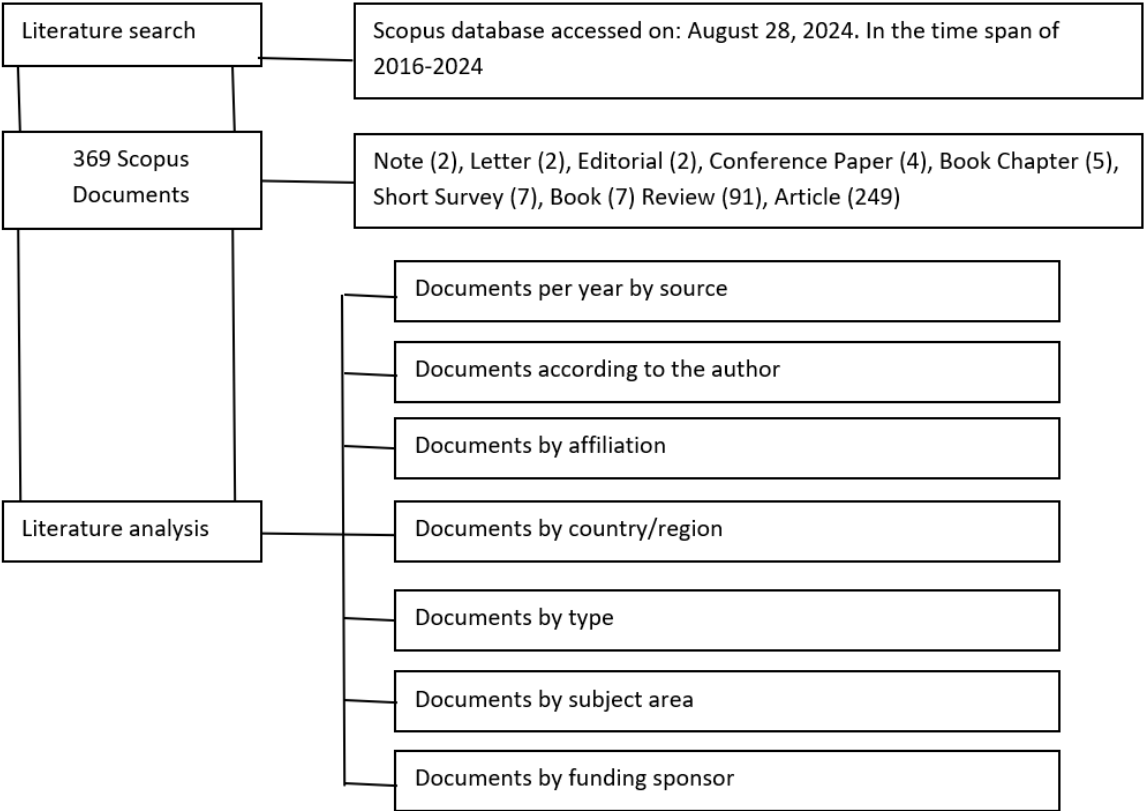 Literature search
Scopus database accessed on: August 28, 2024. In the time span of
2016-2024
369 Scopus
Documents
Note (2), Letter (2), Editorial (2), Conference Paper (4), Book Chapter (5),
Short Survey (7), Book (7) Review (91), Article (249)
Documents per year by source
Documents according to the author
Documents by affiliation
Literature analysis
Documents by country/region
Documents by type
Documents by subject area
Documents by funding sponsor